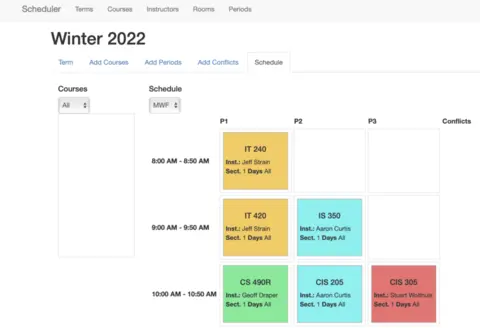 Scheduler Terms Courses Instructors Rooms Periods
Winter 2022
Term Add Courses Add Periods Add Conflicts Schedule
Courses Schedule
All MWF
P1 P2 P3 Conflicts
8:00 AM - 8:50 AM
IT 240
Inst.: Jeff Strain
Sect. 1 Days All
9:00 AM - 9:50 AM
IT 420
Inst.: Jeff Strain
Sect. 1 Days All
IS 350
Inst.: Aaron Curtis
Sect. 1 Days All
10:00 AM - 10:50 AM
CS 490R
Inst.: Geoff Draper
Sect. 1 Days All
CIS 205
Inst.: Aaron Curtis
Sect. 1 Days All
CIS 305
Inst.: Stuart
Sect. 1 Days All